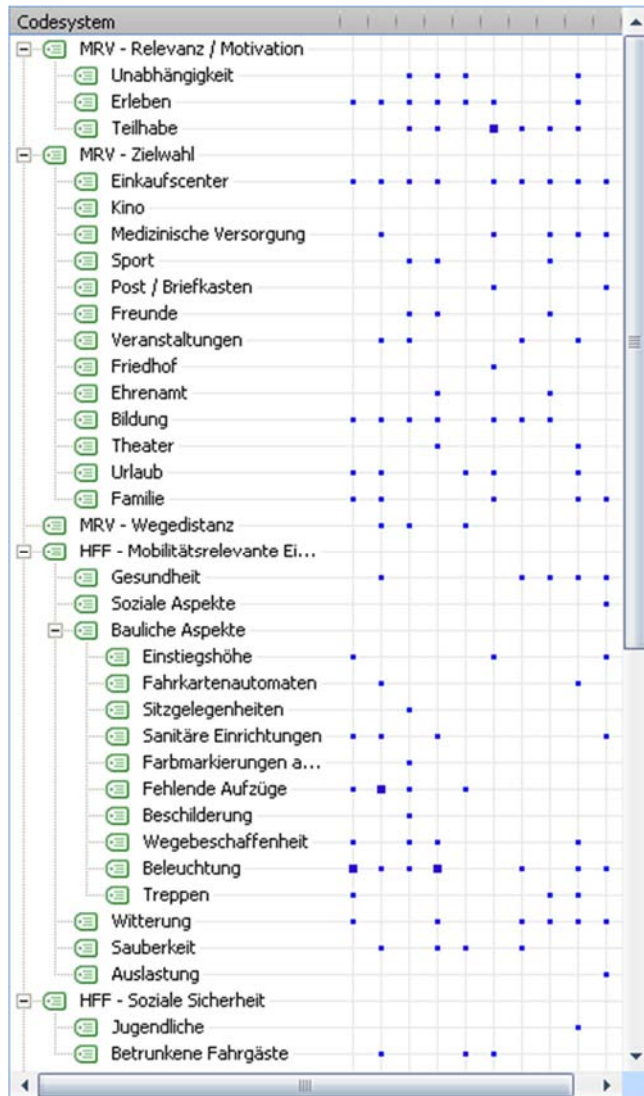 Codesystem
MRV - Relevanz / Motivation
Unabhängigkeit
Erleben
Teilhabe
MRV - Zielwahl
Einkaufscenter
Kino
Medizinische Versorgung
Sport
Post / Briefkasten
Freunde
Veranstaltungen
Friedhof
Ehrenamt
Bildung
Theater
Urlaub
Familie
MRV - Wegedistanz
HFF - Mobilitätsrelevante Ei...
Gesundheit
Soziale Aspekte
Bauliche Aspekte
Einstiegshöhe
Fahrkartenautomaten
Sitzgelegenheiten
Sanitäre Einrichtungen
Farbmarkierungen a...
Fehlende Aufzüge
Beschilderung
Wegebeschaffenheit
Beleuchtung
Treppen
Witterung
Sauberkeit
Auslastung
HFF - Soziale Sicherheit
Jugendliche
Betrunkene Fahrgäste